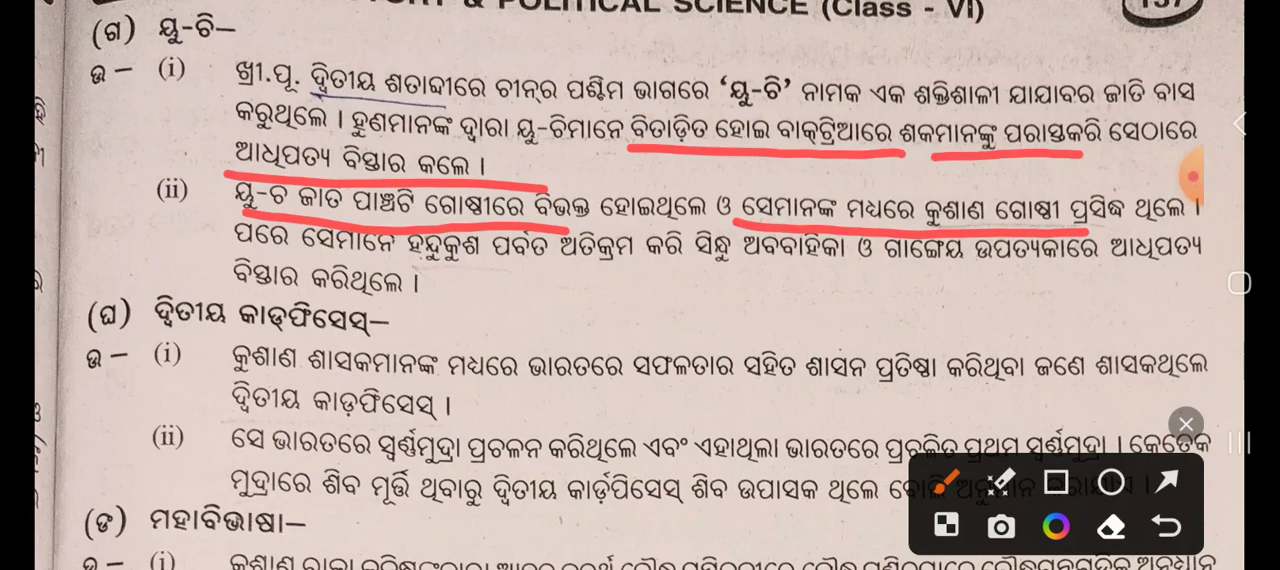 & POLITICAL SCIENCE (Class - VI)
137
(ଗ) ୟୁ-ଚି–
ଉ – (i) ଖ୍ରୀ.ପୂ. ଦ୍ୱିତୀୟ ଶତାବ୍ଦୀରେ ଚୀନ୍‌ର ପଶ୍ଚିମ ଭାଗରେ ‘ୟୁ-ଚି’ ନାମକ ଏକ ଶକ୍ତିଶାଳୀ ଯାଯାବର ଜାତି ବାସ
କରୁଥିଲେ । ହୁଣମାନଙ୍କ ଦ୍ୱାରା ୟୁ-ଚିମାନେ ବିତାଡ଼ିତ ହୋଇ ବାକ୍‌ଟ୍ରିଆରେ ଶକମାନଙ୍କୁ ପରାସ୍ତକରି ସେଠାରେ
ଆଧିପତ୍ୟ ବିସ୍ତାର କଲେ ।
(ii) ୟୁ-ଚି ଜାତି ପାଞ୍ଚଟି ଗୋଷ୍ଠୀରେ ବିଭକ୍ତ ହୋଇଥିଲେ ଓ ସେମାନଙ୍କ ମଧ୍ୟରେ କୁଶାଣ ଗୋଷ୍ଠୀ ପ୍ରସିଦ୍ଧ ଥିଲେ ।
ପରେ ସେମାନେ ହିନ୍ଦୁକୁଶ ପର୍ବତ ଅତିକ୍ରମ କରି ସିନ୍ଧୁ ଅବବାହିକା ଓ ଗାଙ୍ଗେୟ ଉପତ୍ୟକାରେ ଆଧିପତ୍ୟ
ବିସ୍ତାର କରିଥିଲେ ।
(ଘ) ଦ୍ୱିତୀୟ କାଡ୍‌ଫିସେସ୍–
ଉ – (i) କୁଶାଣ ଶାସକମାନଙ୍କ ମଧ୍ୟରେ ଭାରତରେ ସଫଳତାର ସହିତ ଶାସନ ପ୍ରତିଷ୍ଠା କରିଥିବା ଜଣେ ଶାସକଥିଲେ
ଦ୍ୱିତୀୟ କାଡ଼ଫିସେସ୍ ।
(ii) ସେ ଭାରତରେ ସ୍ୱର୍ଣ୍ଣମୁଦ୍ରା ପ୍ରଚଳନ କରିଥିଲେ ଏବଂ ଏହାଥିଲା ଭାରତରେ ପ୍ରଚଳିତ ପ୍ରଥମ ସ୍ୱର୍ଣ୍ଣମୁଦ୍ରା । କେତେକ
ମୁଦ୍ରାରେ ଶିବ ମୂର୍ତ୍ତି ଥିବାରୁ ଦ୍ୱିତୀୟ କାର୍ଡ଼ପିସେସ୍ ଶିବ ଉପାସକ ଥିଲେ ବୋଲି ଅନୁମାନ କରାଯାଏ ।
(ଙ) ମହାବିଭାଷା–
ଉ – (i) କୁଶାଣ ରାଜା